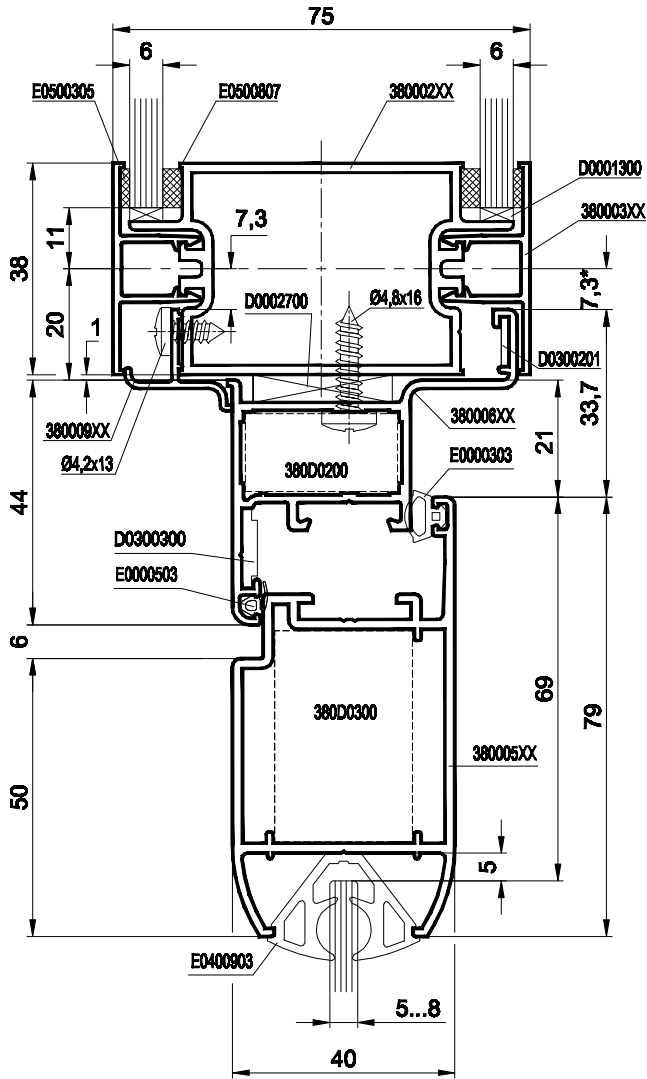 75
6
6
E0500305
E0500807
380002XX
D0001300
380003XX
7,3
11
38
7,3*
20
1
D0002700
Ø4,8x16
D0300201
33,7
380009XX
380006XX
21
Ø4,2x13
380D0200
E0000303
44
D0300300
E0000503
6
380D0300
69
79
380005XX
50
5
E0400903
5...8
40